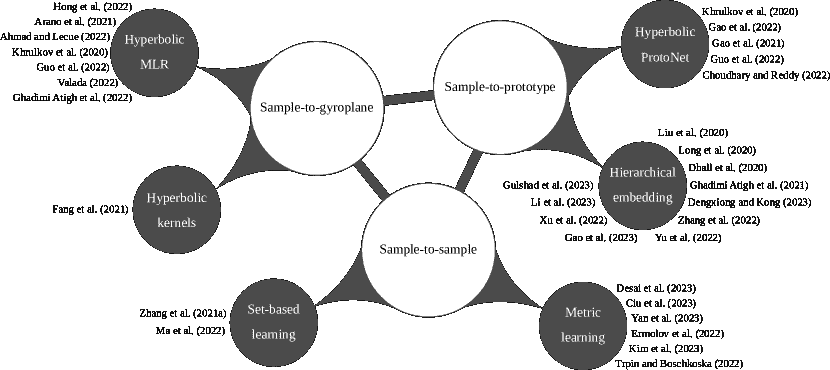 Hong et al. (2022)
Arano et al. (2021)
Ahmad and Lecue (2022)
Khrulkov et al. (2020)
Guo et al. (2022)
Valada (2022)
Ghadimi Atigh et al. (2022)
Hyperbolic
MLR
Sample-to-gyroplane
Hyperbolic
kernels
Fang et al. (2021)
Sample-to-prototype
Hyperbolic
ProtoNet
Khrulkov et al. (2020)
Gao et al. (2022)
Gao et al. (2021)
Guo et al. (2022)
Choudhary and Reddy (2022)
Hierarchical
embedding
Liu et al. (2020)
Long et al. (2020)
Dhall et al. (2020)
Ghadimi Atigh et al. (2021)
Dengxiong and Kong (2023)
Zhang et al. (2022)
Yu et al. (2022)
Gulshad et al. (2023)
Li et al. (2023)
Xu et al. (2022)
Gao et al. (2023)
Sample-to-sample
Set-based
learning
Zhang et al. (2021a)
Ma et al. (2022)
Metric
learning
Desai et al. (2023)
Ciu et al. (2023)
Yan et al. (2023)
Ermolov et al. (2022)
Kim et al. (2023)
Trpin and Boschkoska (2022)